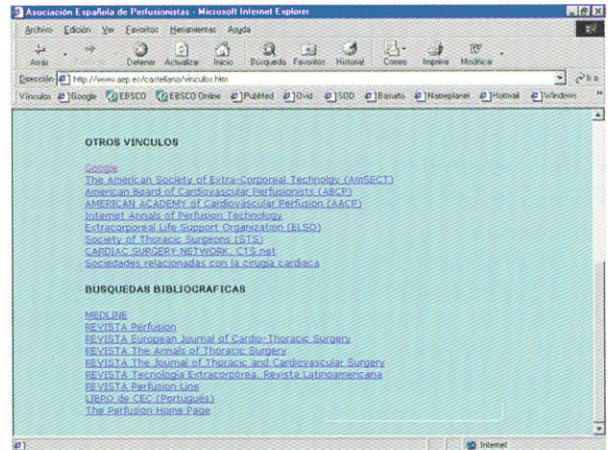 Asociación Española de Perfusionistas - Microsoft Internet Explorer
Archivo Edición Ver Favoritos Herramientas Ayuda
Atrás Detener Actualizar Inicio Búsqueda Favoritos Historial Correo Imprimir Modificar
Dirección http://www.aep.es/castellano/vinculos.htm Ir a
Vínculos Google EBSCO EBSCO Online PubMed Ovid SOD Basurto Nameplanet Hotmail Windows
OTROS VINCULOS
Google
The American Society of Extra-Corporeal Technolgy (AmSECT)
American Board of Cardiovascular Perfusionists (ABCP)
AMERICAN ACADEMY of Cardiovascular Perfusion (AACP)
Internet Annals of Perfusion Technology
Extracorporeal Life Support Organization (ELSO)
Society of Thoracic Surgeons (STS)
CARDIAC SURGERY NETWORK. CTS net
Sociedades relacionadas con la cirugía cardiaca
BUSQUEDAS BIBLIOGRAFICAS
MEDLINE
REVISTA Perfusion
REVISTA European Journal of Cardio-Thoracic Surgery
REVISTA The Annals of Thoracic Surgery
REVISTA The Journal of Thoracic and Cardiovascular Surgery
REVISTA Tecnología Extracorpórea. Revista Latinoamericana
REVISTA Perfusion Line
LIBRO de CEC (Portugués)
The Perfusion Home Page
Internet